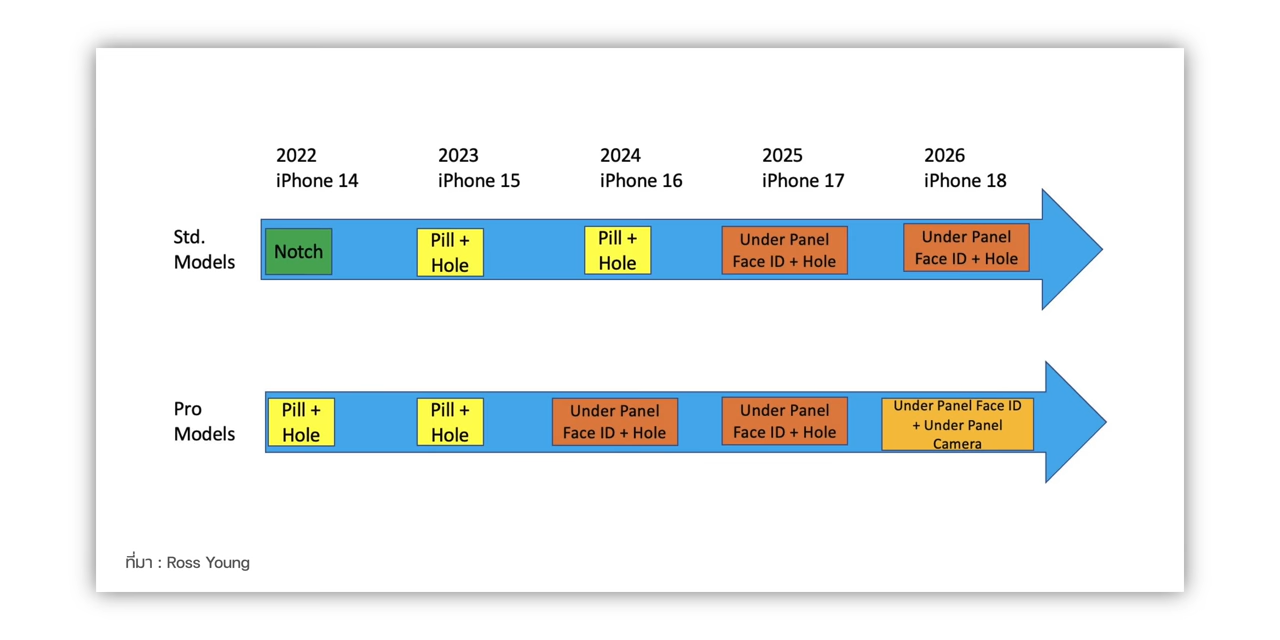 2022
iPhone 14
2023
iPhone 15
2024
iPhone 16
2025
iPhone 17
2026
iPhone 18
Std.
Models
Notch
Pill +
Hole
Pill +
Hole
Under Panel
Face ID + Hole
Under Panel
Face ID + Hole
Pro
Models
Pill +
Hole
Pill +
Hole
Under Panel
Face ID + Hole
Under Panel
Face ID + Hole
Under Panel Face ID
+ Under Panel
Camera
ที่มา : Ross Young